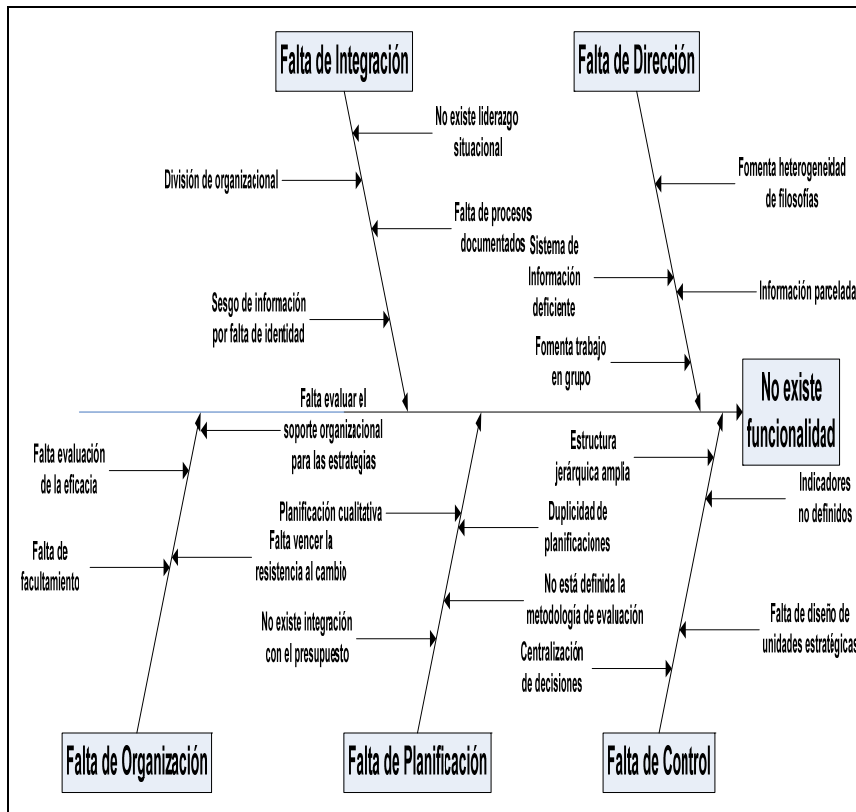 Falta de Integración
Falta de Dirección
No existe liderazgo
situacional
División de organizacional
Falta de procesos
documentados
Sesgo de información
por falta de identidad
Fomenta heterogeneidad
de filosofías
Sistema de
Información
deficiente
Información parcelada
Fomenta trabajo
en grupo
No existe
funcionalidad
Falta evaluar el
soporte organizacional
para las estrategias
Falta evaluación
de la eficacia
Falta vencer la
resistencia al cambio
Falta de
facultamiento
Planificación cualitativa
Duplicidad de
planificaciones
No está definida la
metodología de evaluación
No existe integración
con el presupuesto
Estructura
jerárquica amplia
Indicadores
no definidos
Falta de diseño de
unidades estratégicas
Centralización
de decisiones
Falta de Organización
Falta de Planificación
Falta de Control